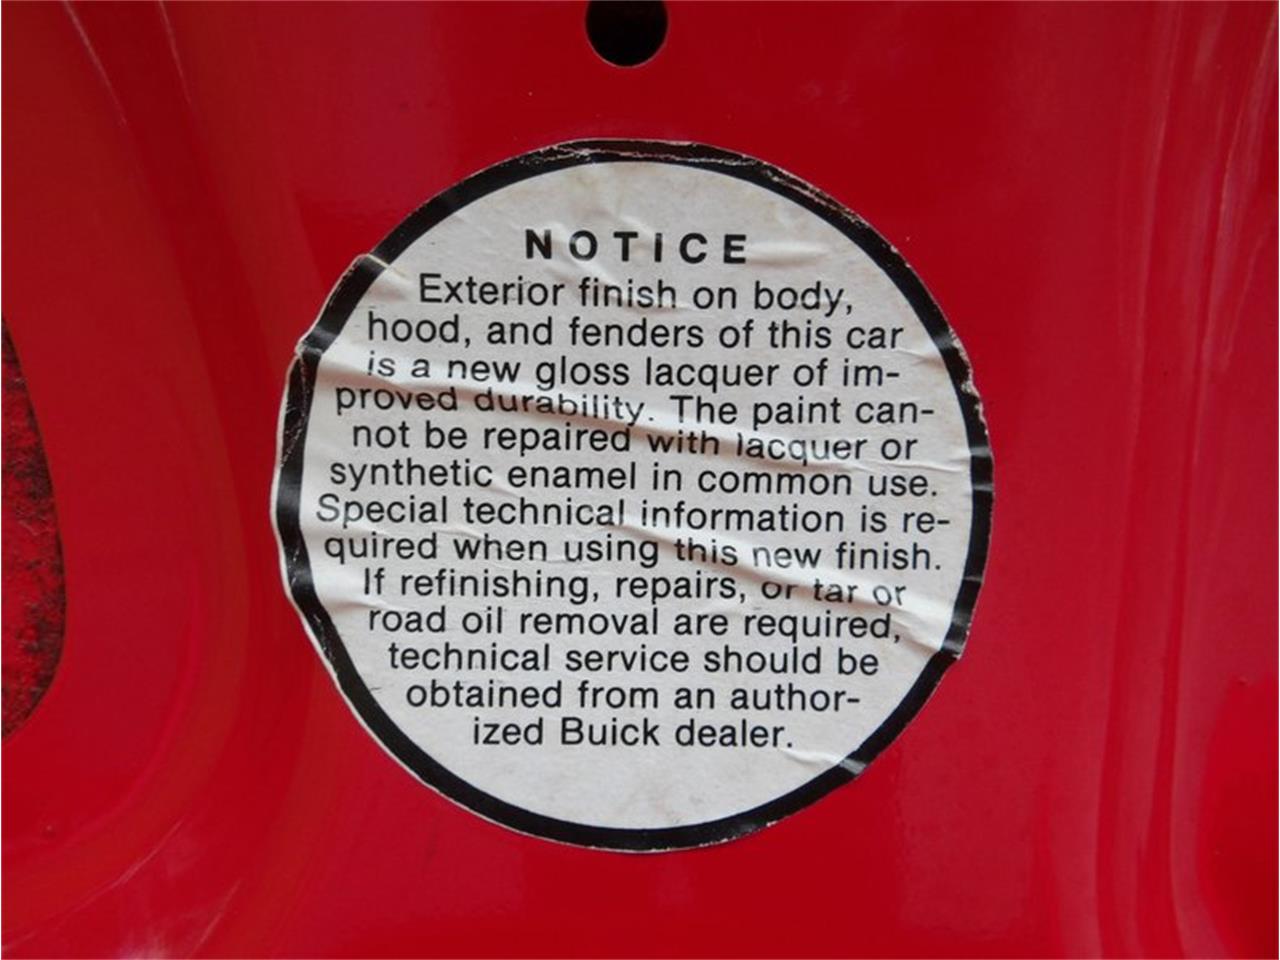 NOTICE
Exterior finish on body,
hood, and fenders of this car
is a new gloss lacquer of im-
proved durability. The paint can-
not be repaired with lacquer or
synthetic enamel in common use.
Special technical information is re-
quired when using this new finish.
If refinishing, repairs, or tar or
road oil removal are required,
technical service should be
obtained from an author-
ized Buick dealer.